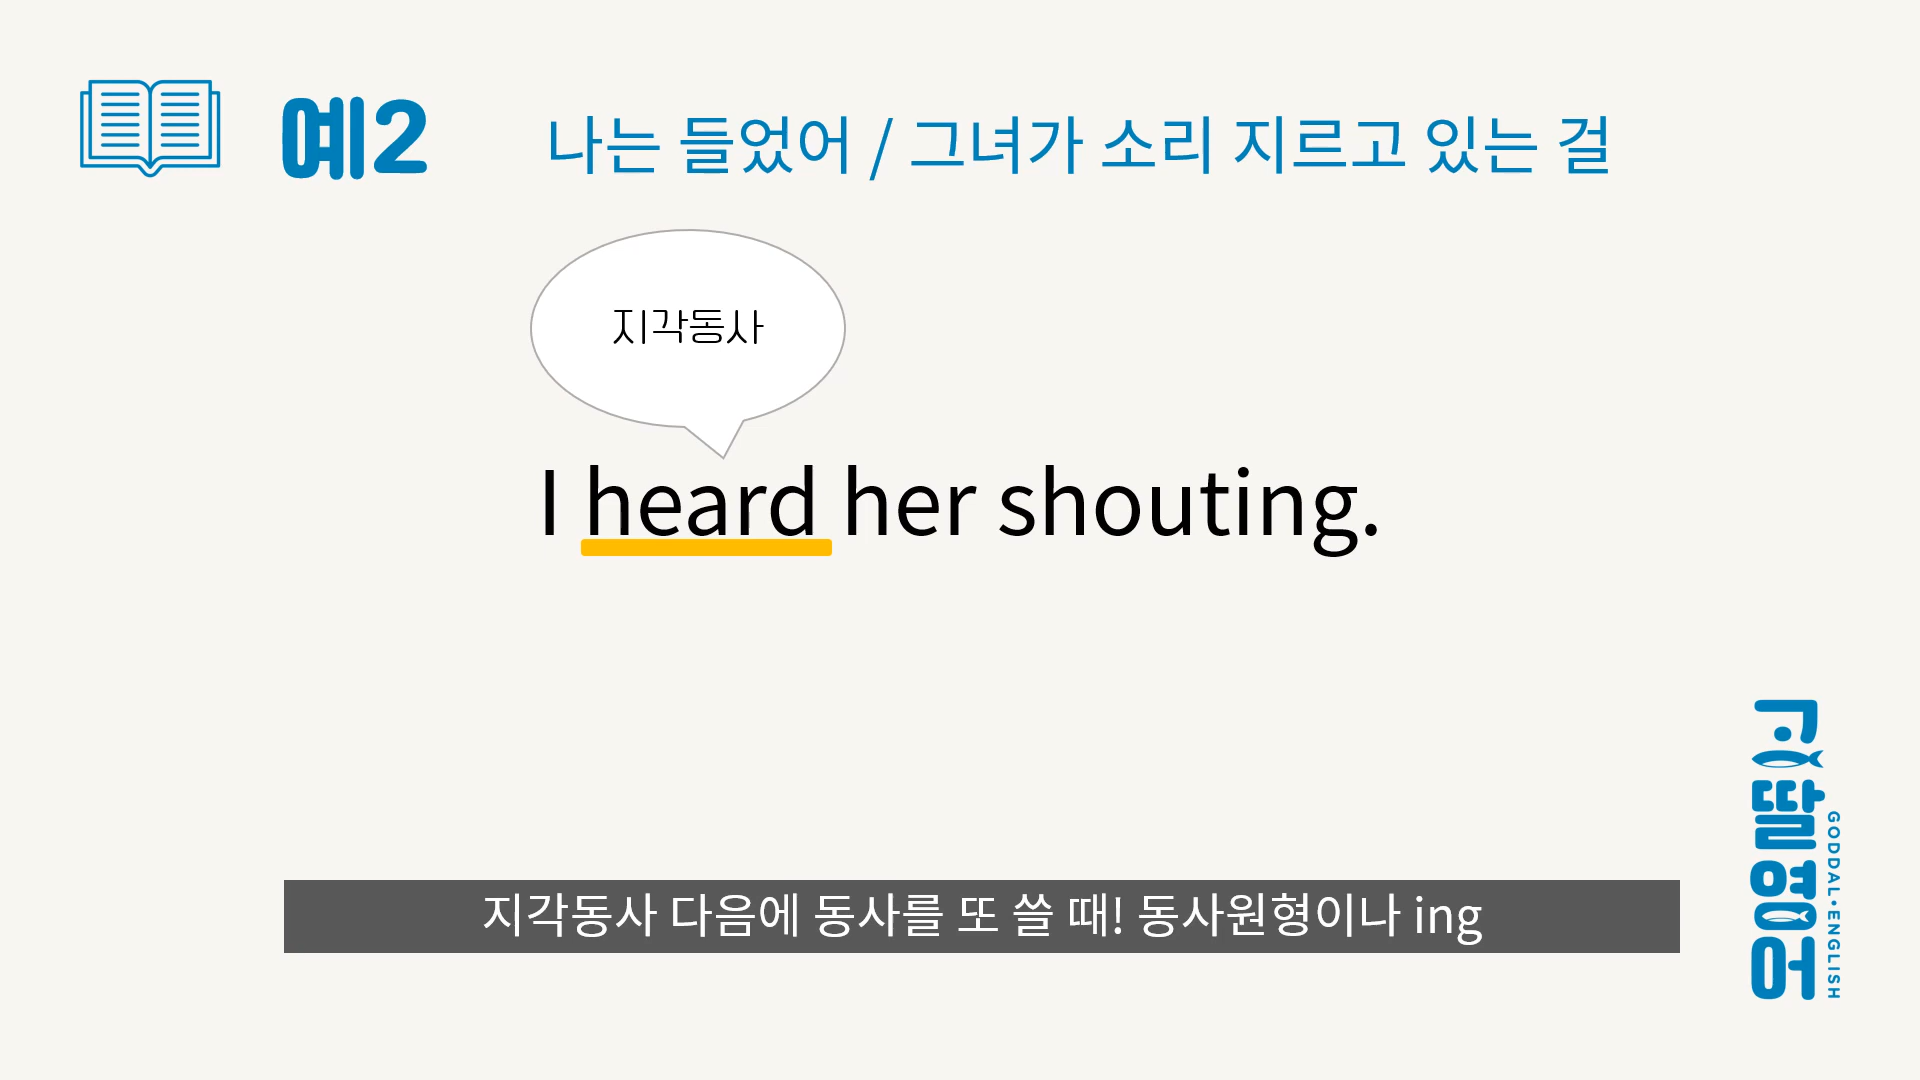 예2
나는 들었어 / 그녀가 소리 지르고 있는 걸
지각동사
I heard her shouting.
지각동사 다음에 동사를 또 쓸 때! 동사원형이나 ing
갓딸영어
GODDAL•ENGLISH